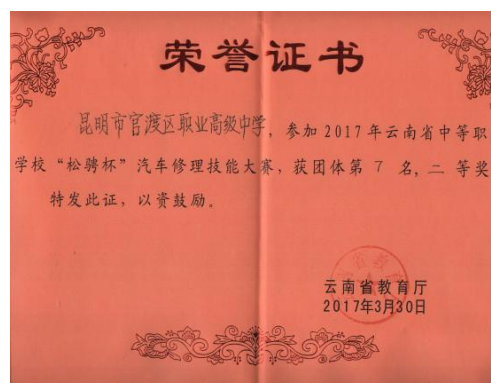 荣誉证书
昆明市官渡区职业高级中学，参加2017年云南省中等职
学校“松骋杯”汽车修理技能大赛，获团体第 7 名，二等奖
特发此证，以资鼓励。
云南省教育厅
2017年3月30日